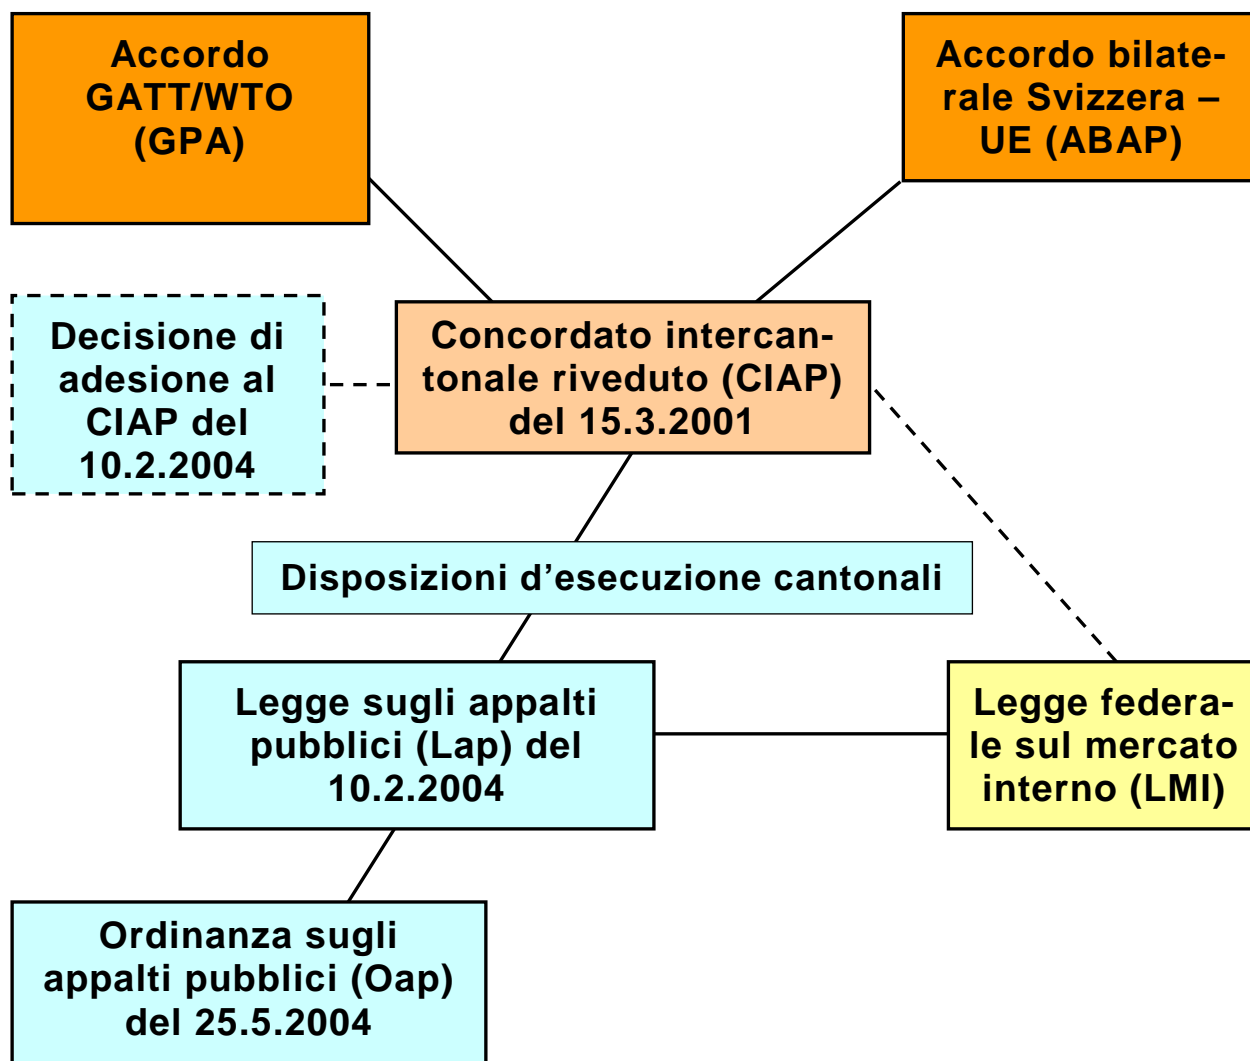 Accordo
GATT/WTO
(GPA)
Accordo bilate-
rale Svizzera –
UE (ABAP)
Decisione di
adesione al
CIAP del
10.2.2004
Concordato intercan-
tonale riveduto (CIAP)
del 15.3.2001
Disposizioni d’esecuzione cantonali
Legge sugli appalti
pubblici (Lap) del
10.2.2004
Legge federa-
le sul mercato
interno (LMI)
Ordinanza sugli
appalti pubblici (Oap)
del 25.5.2004